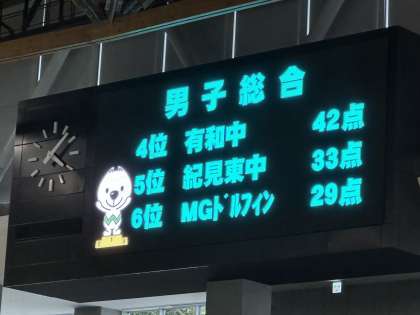 男子総合
4位 有和中 42点
5位 紀見東中 33点
6位 MGﾄﾞﾙﾌｨﾝ 29点